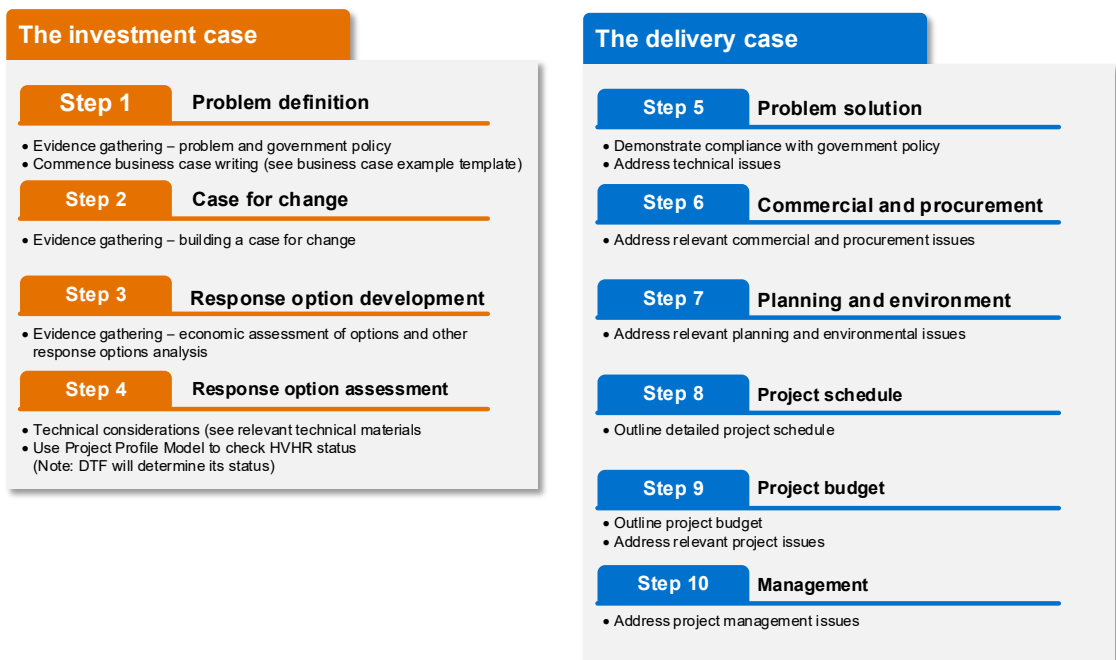 The investment case
Step 1
Problem definition
• Evidence gathering – problem and government policy
• Commence business case writing (see business case example template)
Step 2
Case for change
• Evidence gathering – building a case for change
Step 3
Response option development
• Evidence gathering – economic assessment of options and other
response options analysis
Step 4
Response option assessment
• Technical considerations (see relevant technical materials
• Use Project Profile Model to check HVHR status
(Note: DTF will determine its status)
The delivery case
Step 5
Problem solution
• Demonstrate compliance with government policy
• Address technical issues
Step 6
Commercial and procurement
• Address relevant commercial and procurement issues
Step 7
Planning and environment
• Address relevant planning and environmental issues
Step 8
Project schedule
• Outline detailed project schedule
Step 9
Project budget
• Outline project budget
• Address relevant project issues
Step 10
Management
• Address project management issues